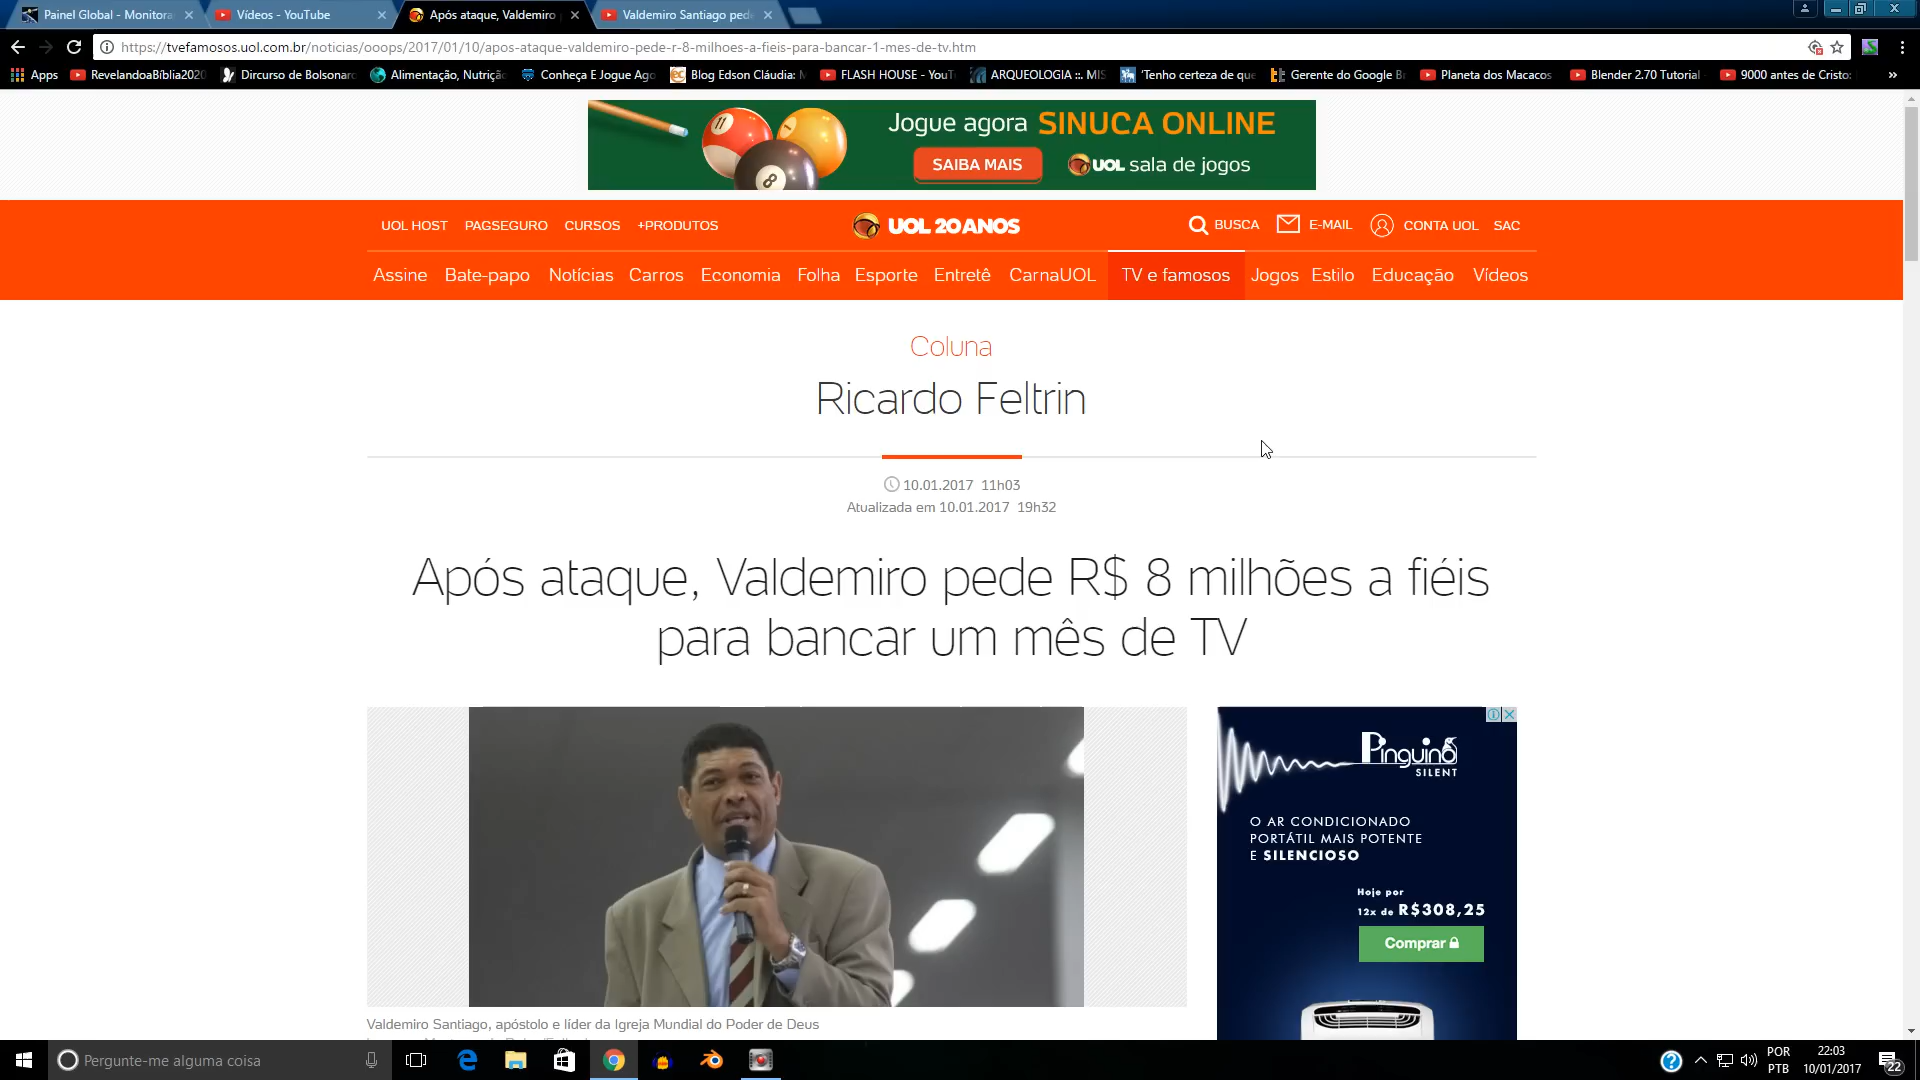 Painel Global - Monitora
Vídeos - YouTube
Após ataque, Valdemiro
Valdemiro Santiago ped
https://tvefamosos.uol.com.br/noticias/ooops/2017/01/10/apos-ataque-valdemiro-pede-r-8-milhoes-a-fieis-para-bancar-1-mes-de-tv.htm
Apps
RevelandoaBíblia2020
Dircurso de Bolsonaro
Alimentação, Nutriçã
Conheça E Jogue Ago
Blog Edson Cláudia: M
FLASH HOUSE - YouT
ARQUEOLOGIA ::. MIS
'Tenho certeza de que
Gerente do Google Br
Planeta dos Macacos
Blender 2.70 Tutorial
9000 antes de Cristo:
»
11
1
8
Jogue agora SINUCA ONLINE
SAIBA MAIS
UOL sala de jogos
UOL HOST
PAGSEGURO
CURSOS
+PRODUTOS
UOL 20 ANOS
BUSCA
E-MAIL
CONTA UOL
SAC
Assine
Bate-papo
Notícias
Carros
Economia
Folha
Esporte
Entretê
CarnaUOL
TV e famosos
Jogos
Estilo
Educação
Vídeos
Coluna
Ricardo Feltrin
10.01.2017 11h03
Atualizada em 10.01.2017 19h32
Após ataque, Valdemiro pede R$ 8 milhões a fiéis
para bancar um mês de TV
Pinguino
SILENT
O AR CONDICIONADO
PORTÁTIL MAIS POTENTE
E SILENCIOSO
Hoje por
12x de R$308,25
Comprar
Valdemiro Santiago, apóstolo e líder da Igreja Mundial do Poder de Deus
Pergunte-me alguma coisa
POR
PTB
22:03
10/01/2017
22